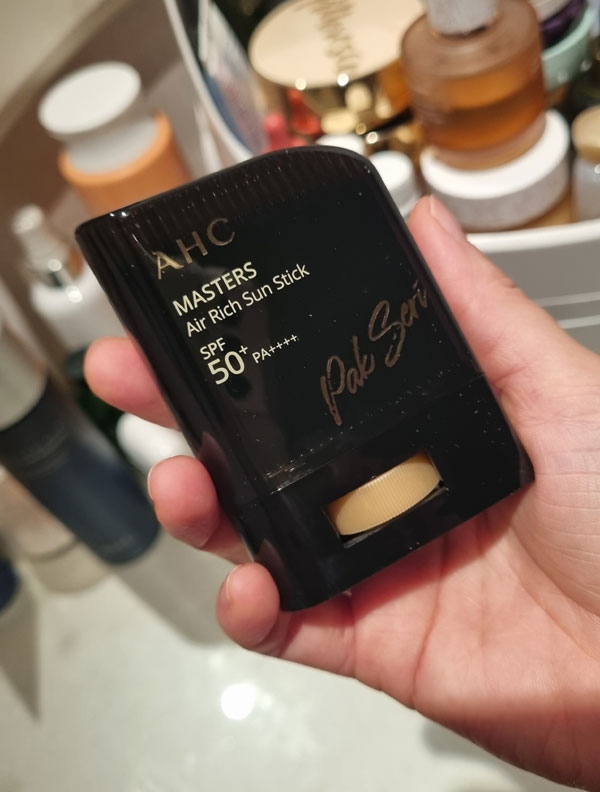 AHC
MASTERS
Air Rich Sun Stick
SPF
50+ PA++++
Pak Seri